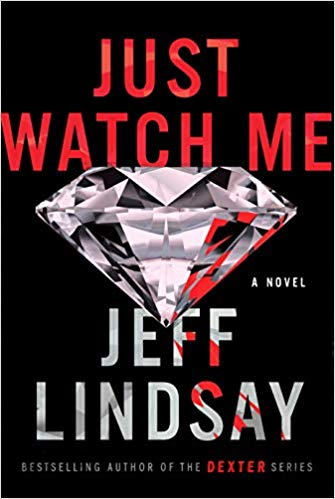 JUST
WATCH ME
A NOVEL
JEFF
LINDSAY
BESTSELLING AUTHOR OF THE DEXTER SERIES